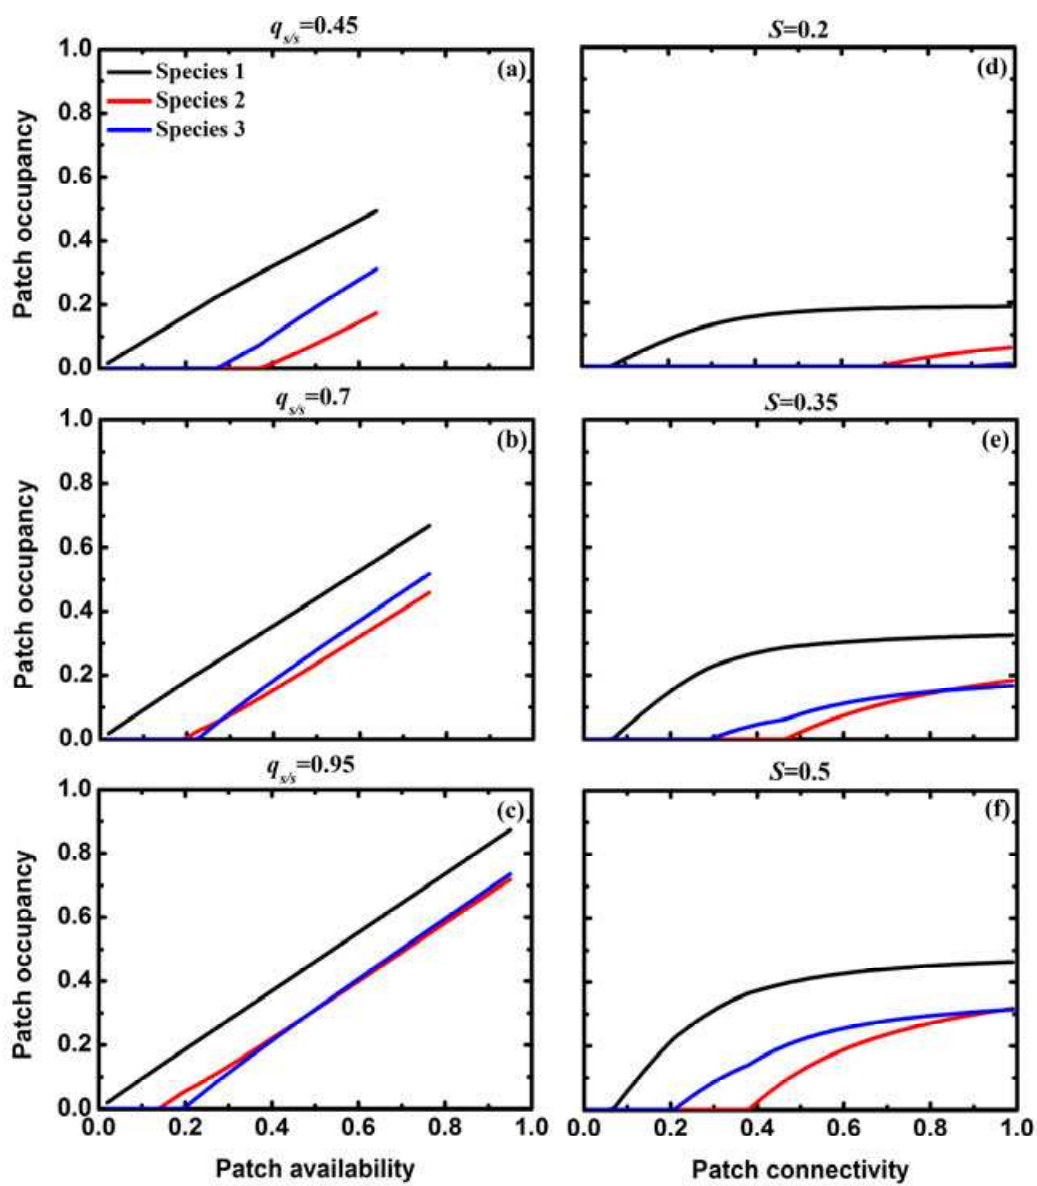 q_{s/s}=0.45
1.0
(a)
Species 1
Species 2
Species 3
0.8
0.6
0.4
0.2
0.0
Patch occupancy
S=0.2
(d)
q_{s/s}=0.7
1.0
(b)
0.8
0.6
0.4
0.2
0.0
Patch occupancy
S=0.35
(e)
q_{s/s}=0.95
1.0
(c)
0.8
0.6
0.4
0.2
0.0
Patch occupancy
0.0 0.2 0.4 0.6 0.8 1.0
Patch availability
S=0.5
(f)
0.0 0.2 0.4 0.6 0.8 1.0
Patch connectivity